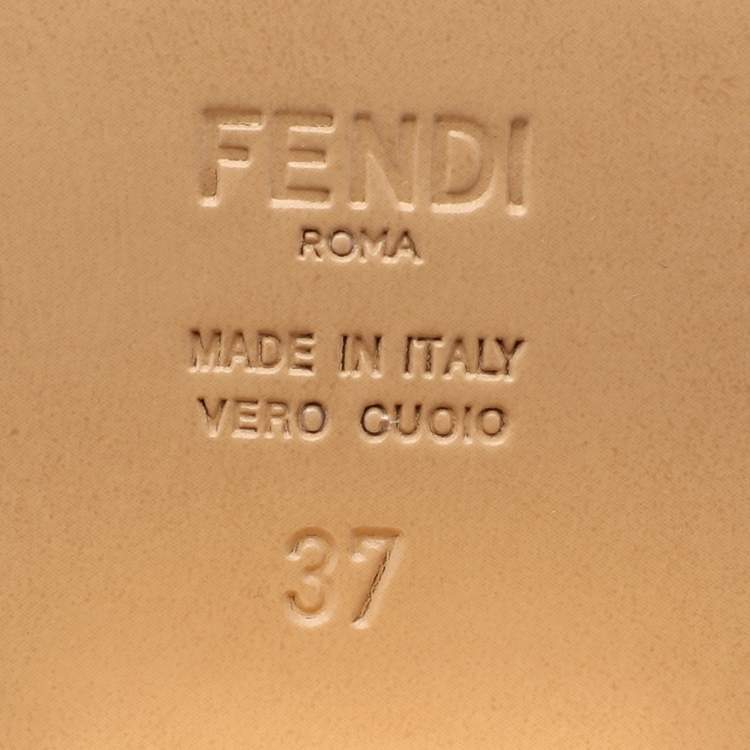 FENDI
ROMA
MADE IN ITALY
VERO CUOIO
37